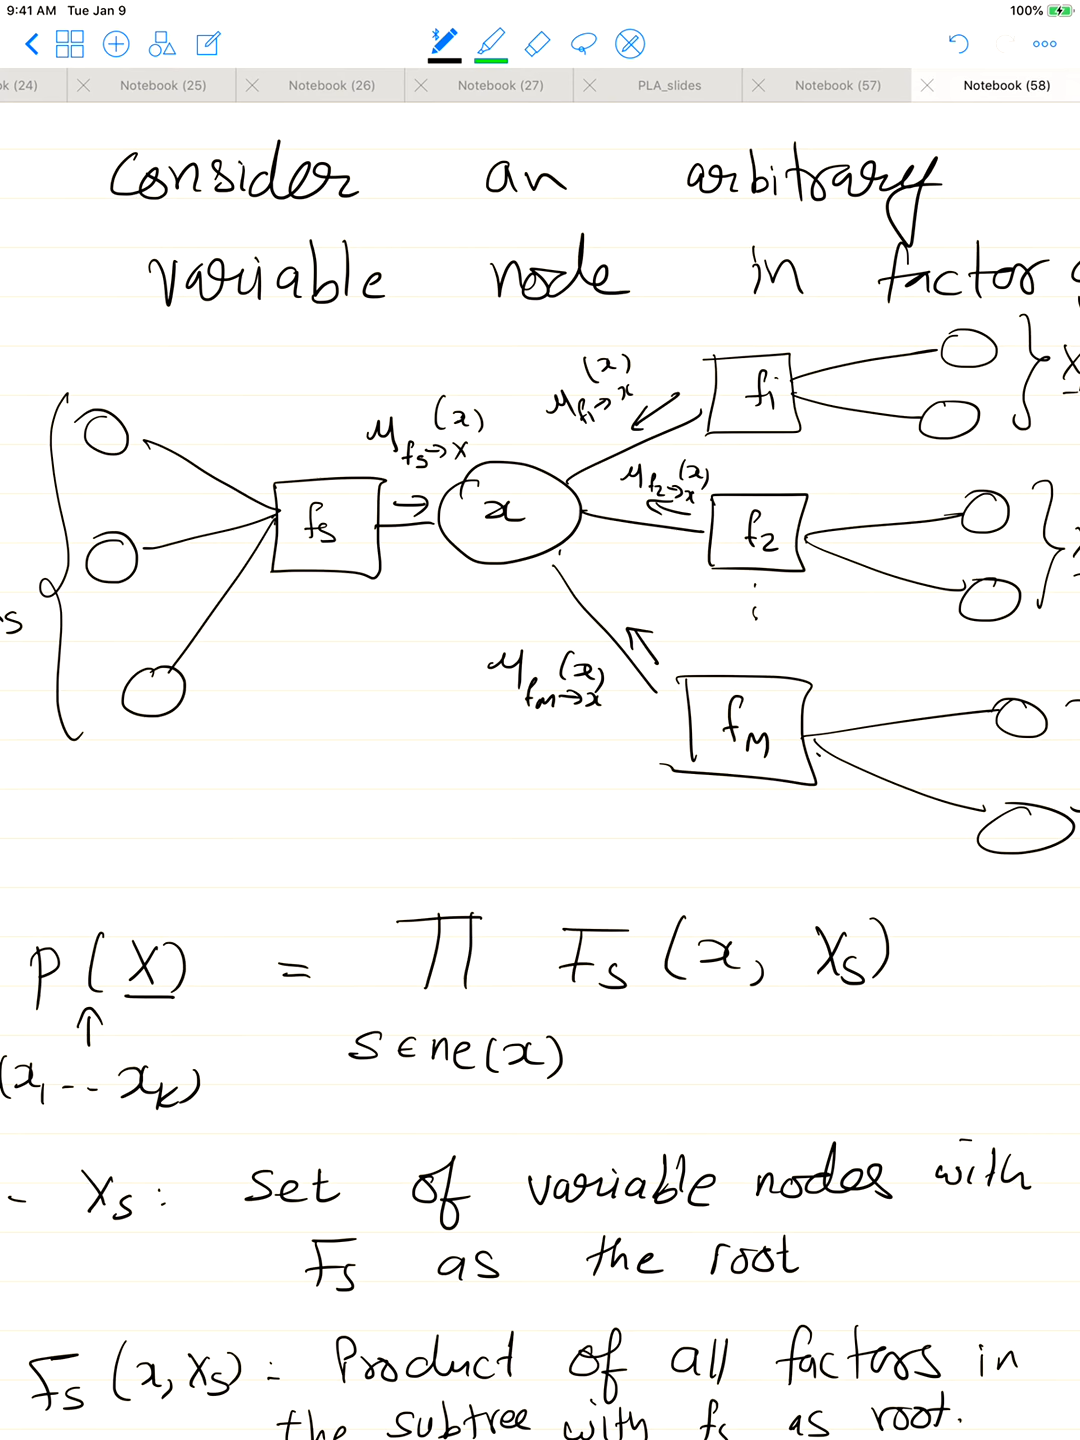 9:41 AM Tue Jan 9 100%
ok (24) Notebook (25) Notebook (26) Notebook (27) PLA_slides Notebook (57) Notebook (58)
Consider an arbitrary
variable node in factor
μ_{f1→x}(x) f1
μ_{fs→x}(x)
μ_{f2→x}(x)
fs x f2
s
μ_{fM→x}(x)
fM
P(X) = ∏ Fs (x, Xs)
s∈ne(x)
(x1 -- xk)
- Xs : Set of variable nodes with
Fs as the root
Fs (x, Xs) : Product of all factors in
the subtree with fs as root.